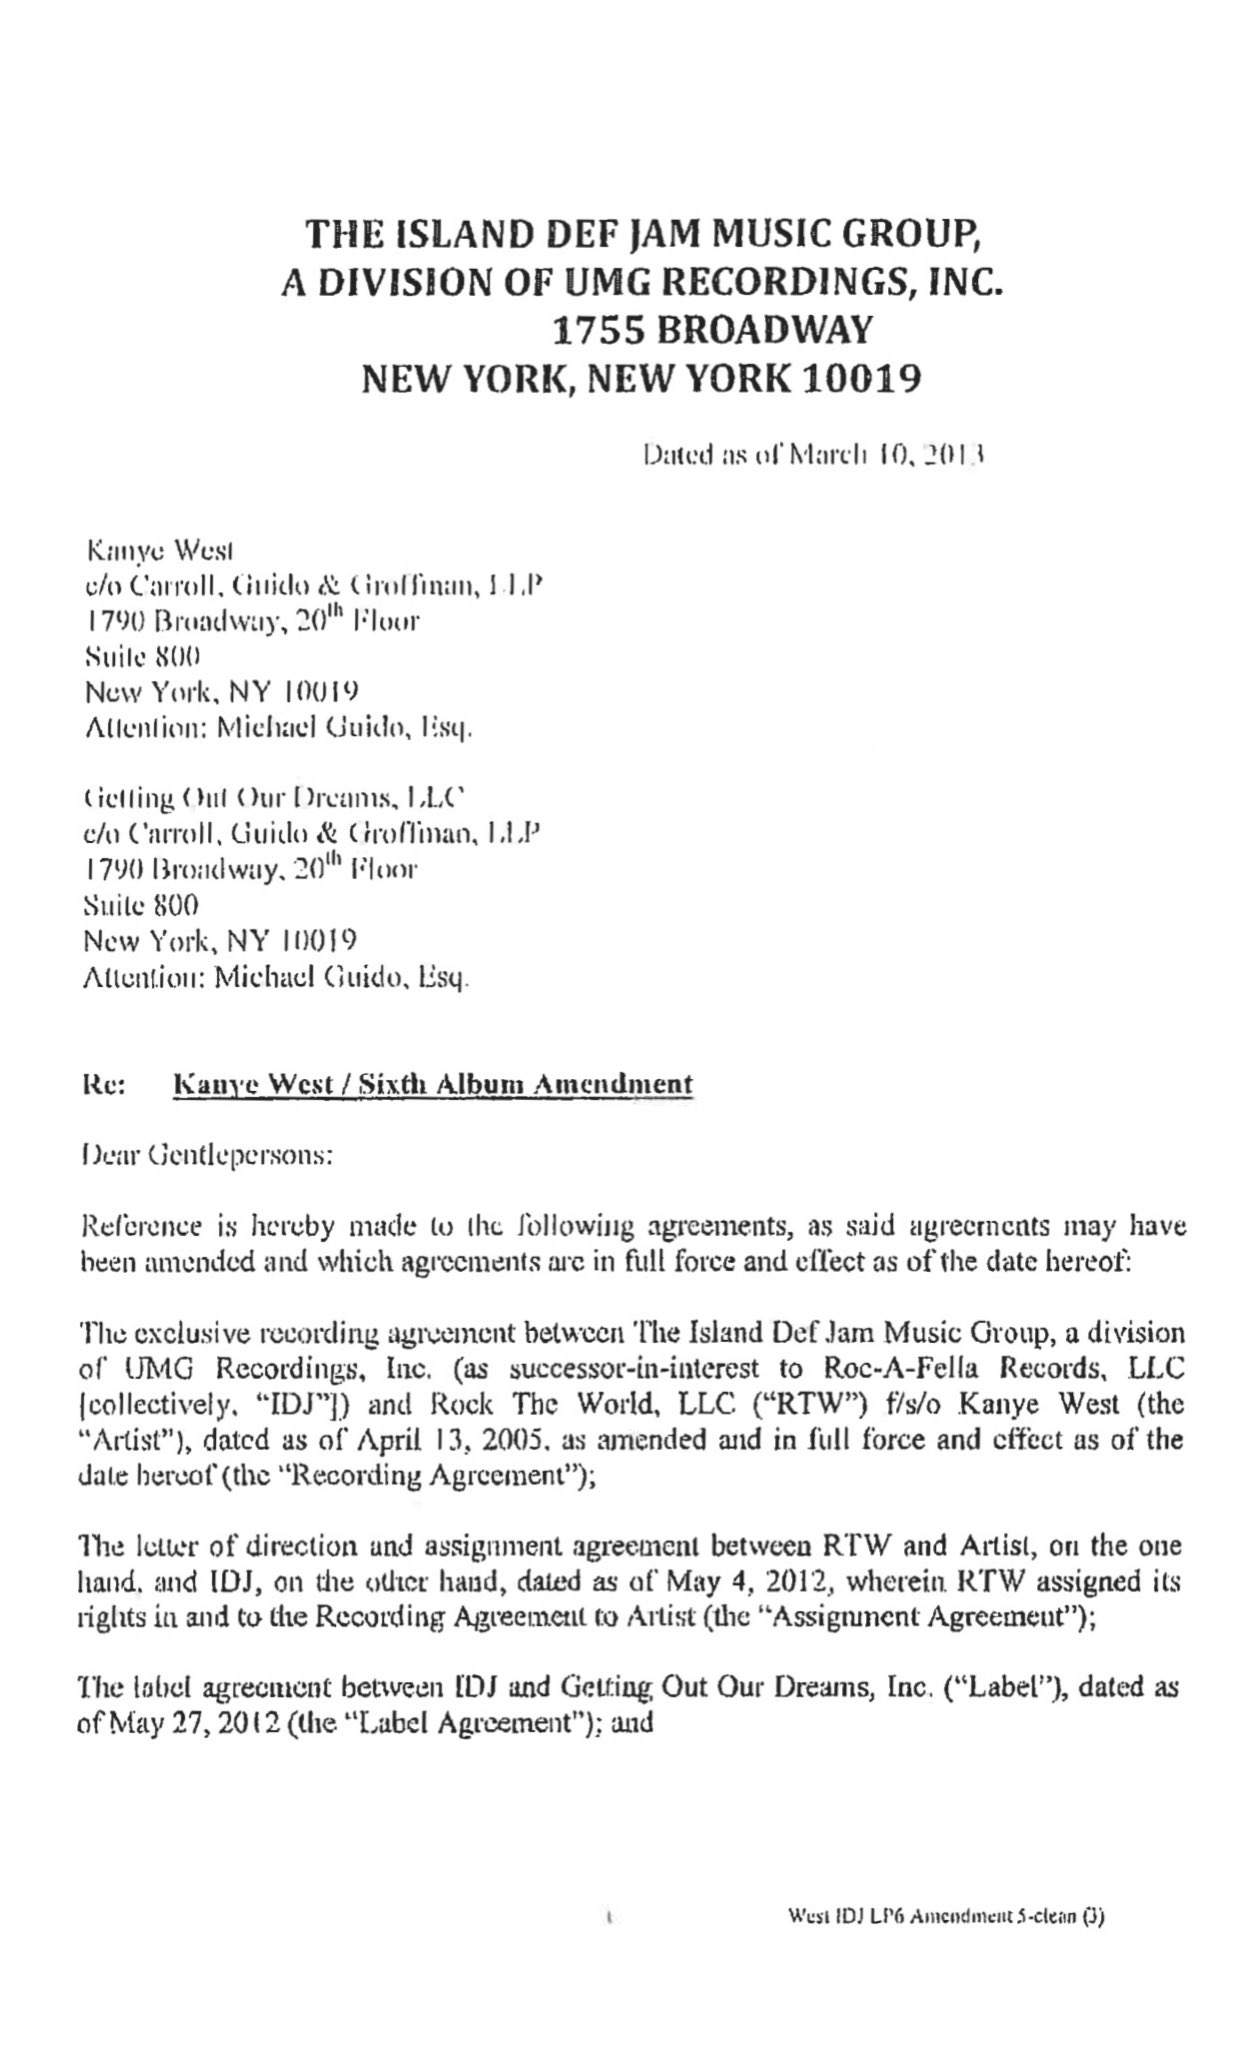 THE ISLAND DEF JAM MUSIC GROUP,
A DIVISION OF UMG RECORDINGS, INC.
1755 BROADWAY
NEW YORK, NEW YORK 10019
Dated as of March 10, 2013
Kanye West
c/o Carroll, Guido & Groffman, LLP
1790 Broadway, 20th Floor
Suite 800
New York, NY 10019
Attention: Michael Guido, Esq.
Getting Out Our Dreams, LLC
c/o Carroll, Guido & Groffman, LLP
1790 Broadway, 20th Floor
Suite 800
New York, NY 10019
Attention: Michael Guido, Esq.
Re: Kanye West / Sixth Album Amendment
Dear Gentlepersons:
Reference is hereby made to the following agreements, as said agreements may have
been amended and which agreements are in full force and effect as of the date hereof:
The exclusive recording agreement between The Island Def Jam Music Group, a division
of UMG Recordings, Inc. (as successor-in-interest to Roc-A-Fella Records, LLC
[collectively, “IDJ”]) and Rock The World, LLC (“RTW”) f/s/o Kanye West (the
“Artist”), dated as of April 13, 2005, as amended and in full force and effect as of the
date hereof (the “Recording Agreement”);
The letter of direction and assignment agreement between RTW and Artist, on the one
hand, and IDJ, on the other hand, dated as of May 4, 2012, wherein RTW assigned its
rights in and to the Recording Agreement to Artist (the “Assignment Agreement”);
The label agreement between IDJ and Getting Out Our Dreams, Inc. (“Label”), dated as
of May 27, 2012 (the “Label Agreement”); and
1 West IDJ LP6 Amendment 5-clean (3)